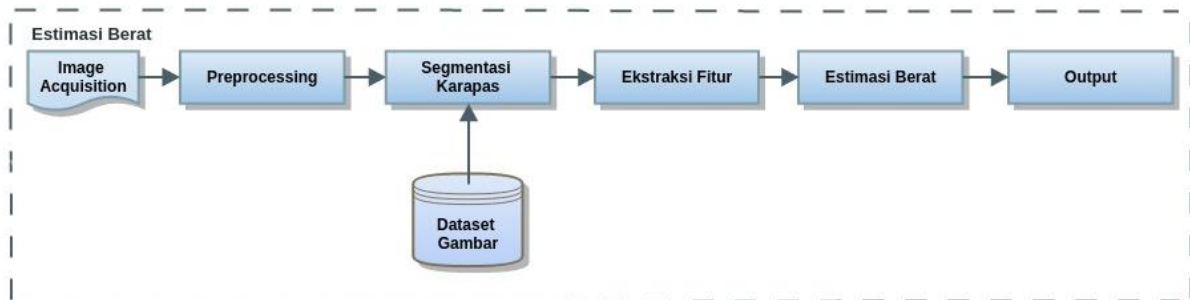 Estimasi Berat
Image
Acquisition
Preprocessing
Segmentasi
Karapas
Ekstraksi Fitur
Estimasi Berat
Output
Dataset
Gambar